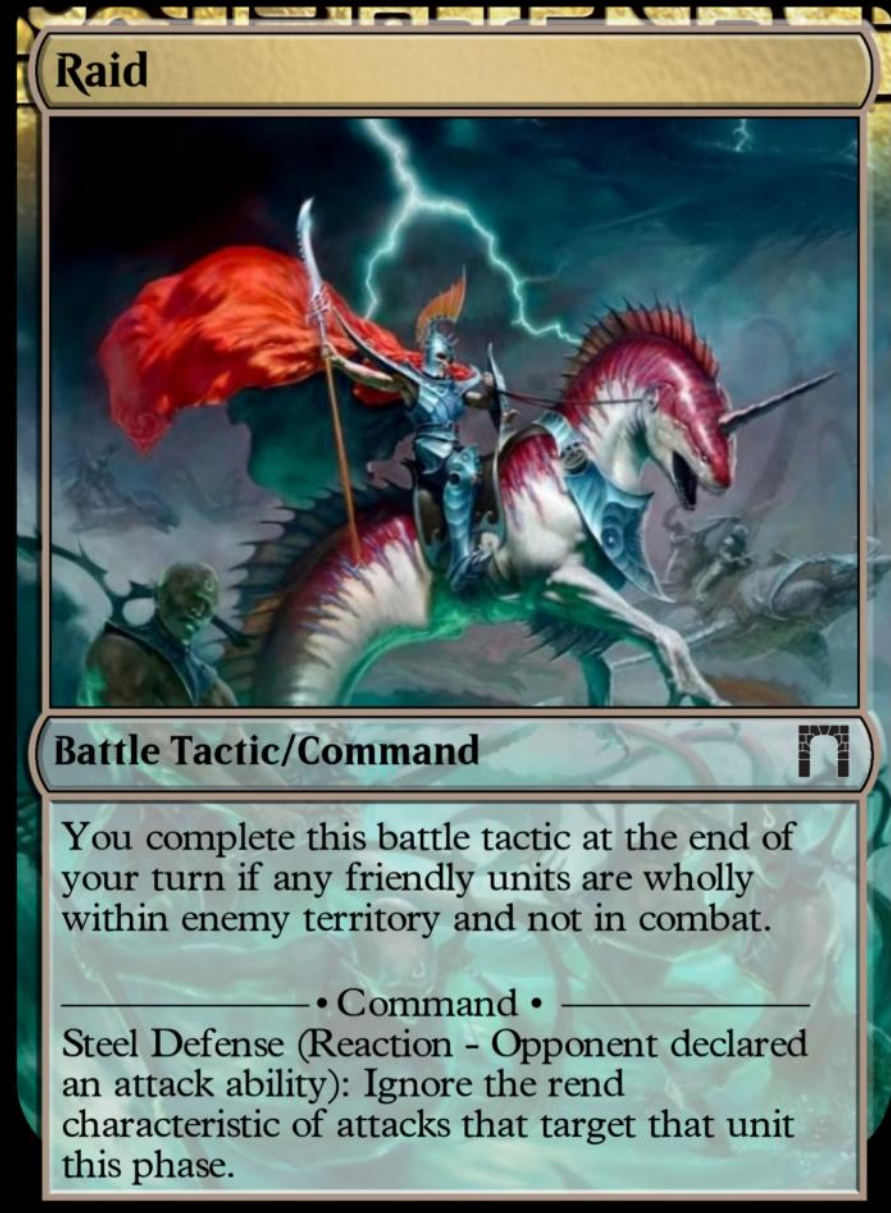 Raid
Battle Tactic/Command
You complete this battle tactic at the end of
your turn if any friendly units are wholly
within enemy territory and not in combat.
• Command •
Steel Defense (Reaction - Opponent declared
an attack ability): Ignore the rend
characteristic of attacks that target that unit
this phase.